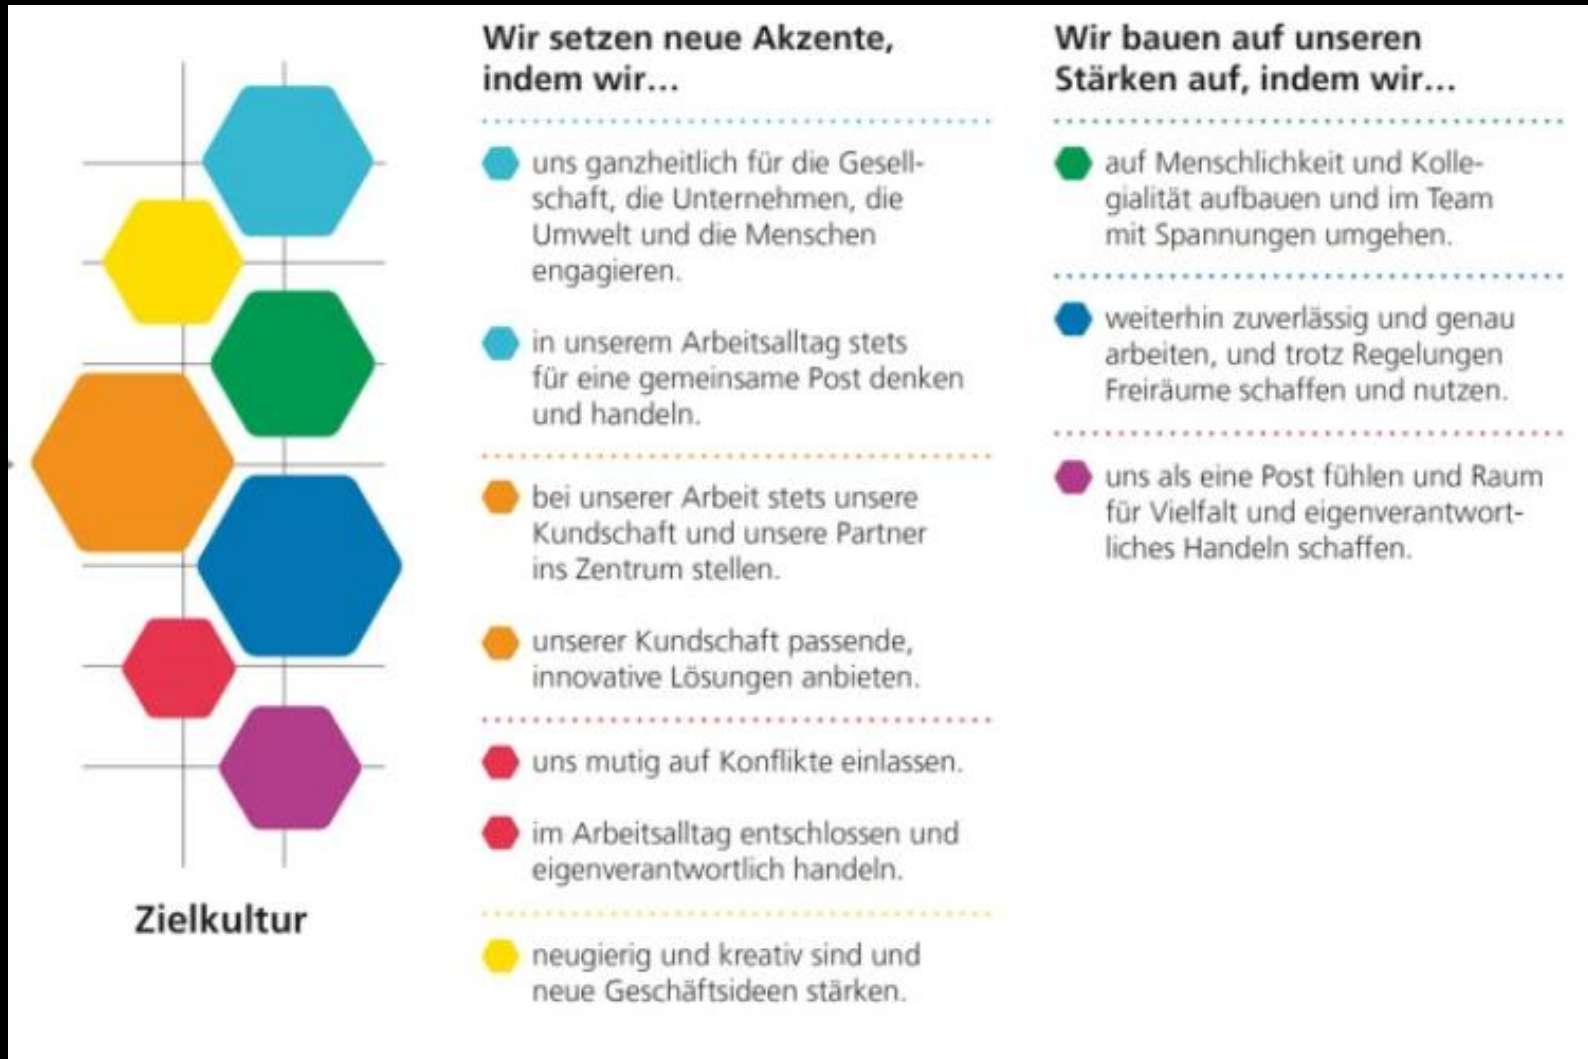 Wir setzen neue Akzente,
indem wir...
uns ganzheitlich für die Gesell-
schaft, die Unternehmen, die
Umwelt und die Menschen
engagieren.
in unserem Arbeitsalltag stets
für eine gemeinsame Post denken
und handeln.
bei unserer Arbeit stets unsere
Kundschaft und unsere Partner
ins Zentrum stellen.
unserer Kundschaft passende,
innovative Lösungen anbieten.
uns mutig auf Konflikte einlassen.
im Arbeitsalltag entschlossen und
eigenverantwortlich handeln.
neugierig und kreativ sind und
neue Geschäftsideen stärken.
Wir bauen auf unseren
Stärken auf, indem wir...
auf Menschlichkeit und Kolle-
gialität aufbauen und im Team
mit Spannungen umgehen.
weiterhin zuverlässig und genau
arbeiten, und trotz Regelungen
Freiräume schaffen und nutzen.
uns als eine Post fühlen und Raum
für Vielfalt und eigenverantwort-
liches Handeln schaffen.
Zielkultur